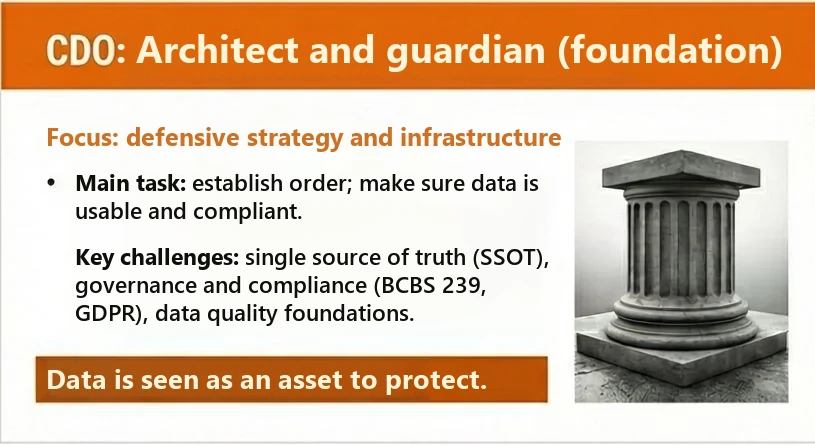 CDO: Architect and guardian (foundation)
Focus: defensive strategy and infrastructure
• Main task: establish order; make sure data is
usable and compliant.
Key challenges: single source of truth (SSOT),
governance and compliance (BCBS 239,
GDPR), data quality foundations.
Data is seen as an asset to protect.